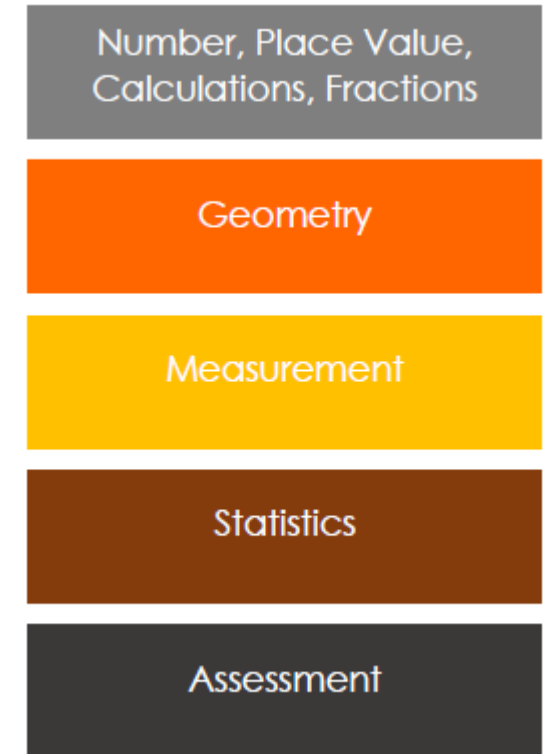 Number, Place Value,
Calculations, Fractions
Geometry
Measurement
Statistics
Assessment